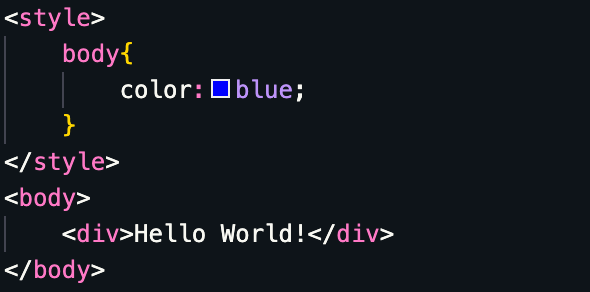 <style>
    body{
        color:blue;
    }
</style>
<body>
    <div>Hello World!</div>
</body>